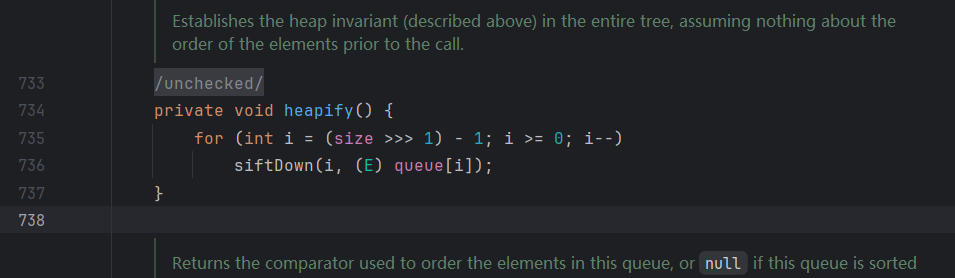 Establishes the heap invariant (described above) in the entire tree, assuming nothing about the
order of the elements prior to the call.
733 /unchecked/
734 private void heapify() {
735 for (int i = (size >>> 1) - 1; i >= 0; i--)
736 siftDown(i, (E) queue[i]);
737 }
738
Returns the comparator used to order the elements in this queue, or null if this queue is sorted